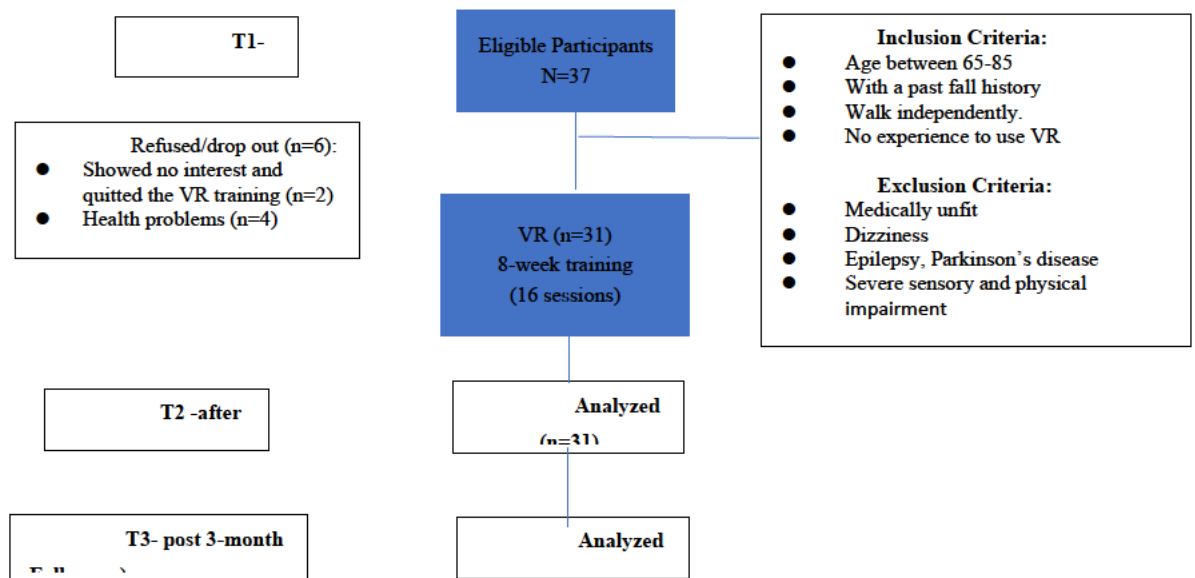 T1-
Eligible Participants
N=37
Inclusion Criteria:
● Age between 65-85
● With a past fall history
● Walk independently.
● No experience to use VR
Exclusion Criteria:
● Medically unfit
● Dizziness
● Epilepsy, Parkinson’s disease
● Severe sensory and physical
impairment
Refused/drop out (n=6):
● Showed no interest and
quitted the VR training (n=2)
● Health problems (n=4)
VR (n=31)
8-week training
(16 sessions)
T2 -after
Analyzed
(n=31)
T3- post 3-month
Analyzed